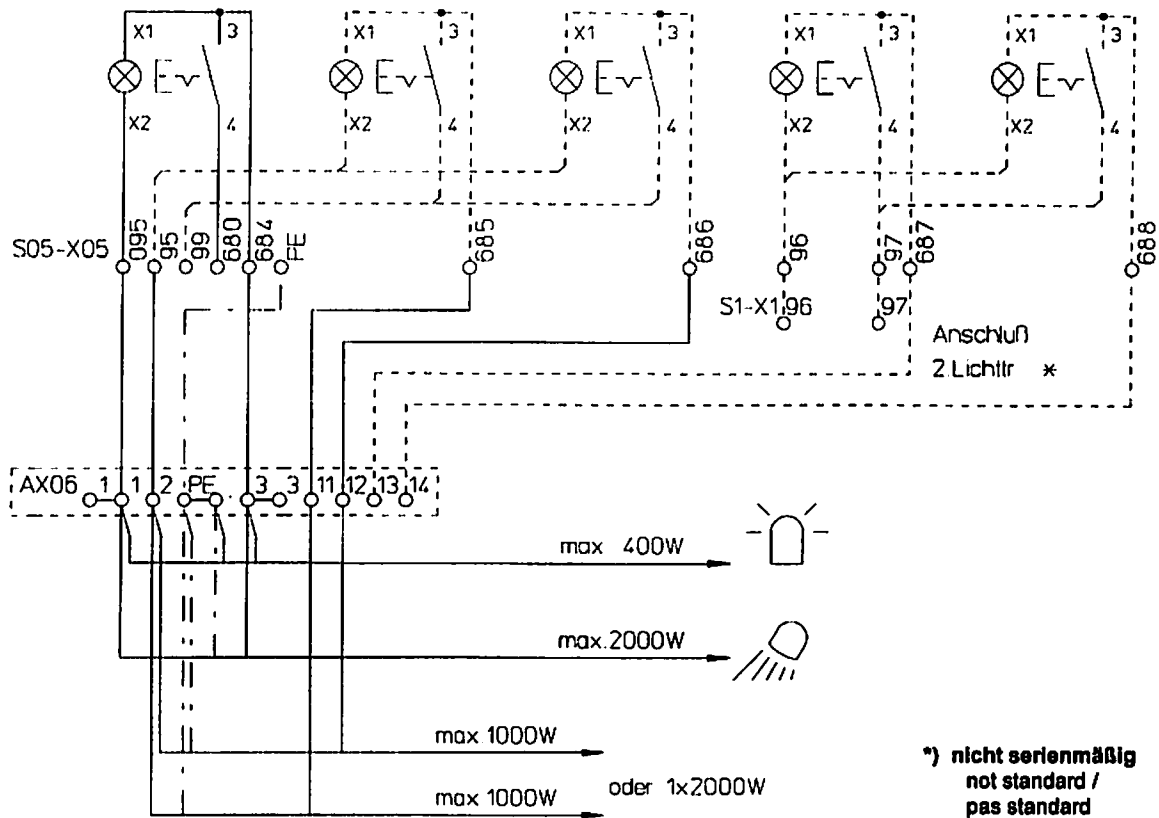 X1 3 X1 3 X1 3 X1 3 X1 3
X2 4 X2 4 X2 4 X2 4 X2 4
S05-X05 095 95 99 680 684 PE 685 686 96 97 687 688
S1-X1 96 97
Anschluß
2.Lichttr *
AX06 1 1 2 PE 3 3 11 12 13 14
max 400W
max.2000W
max 1000W
oder 1x2000W
max 1000W
*) nicht serienmäßig
not standard /
pas standard